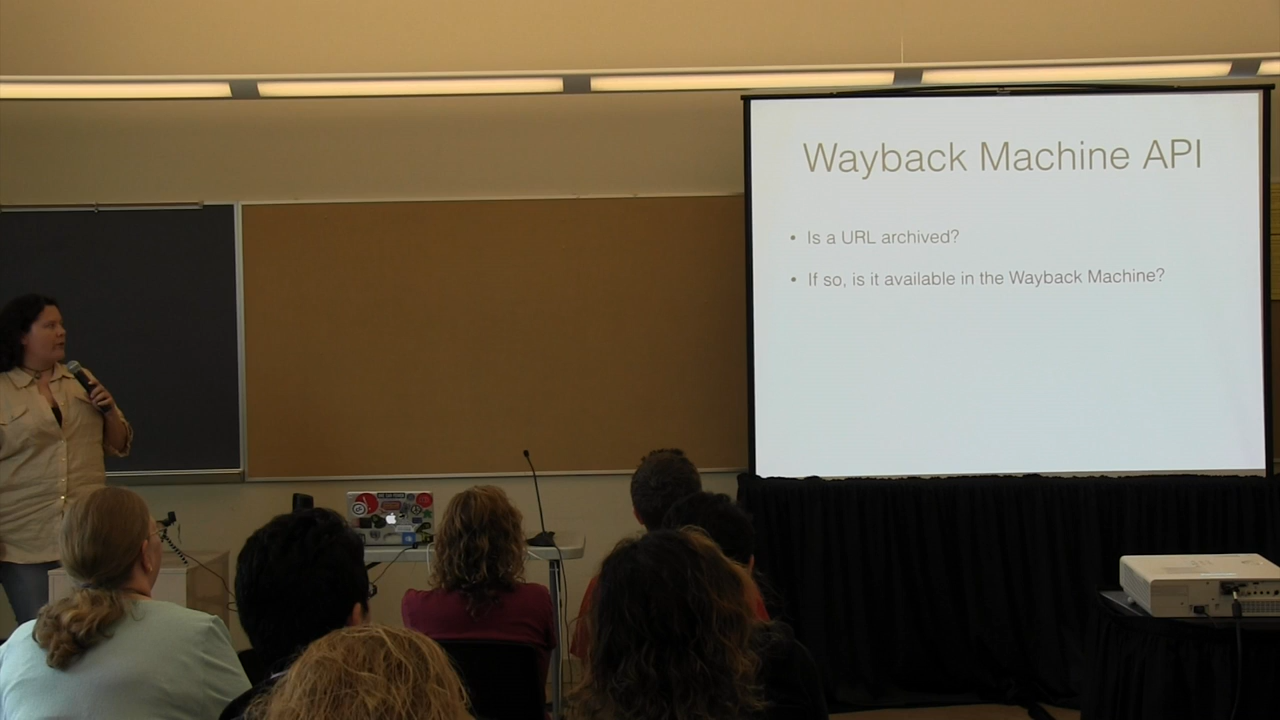 Wayback Machine API
• Is a URL archived?
• If so, is it available in the Wayback Machine?